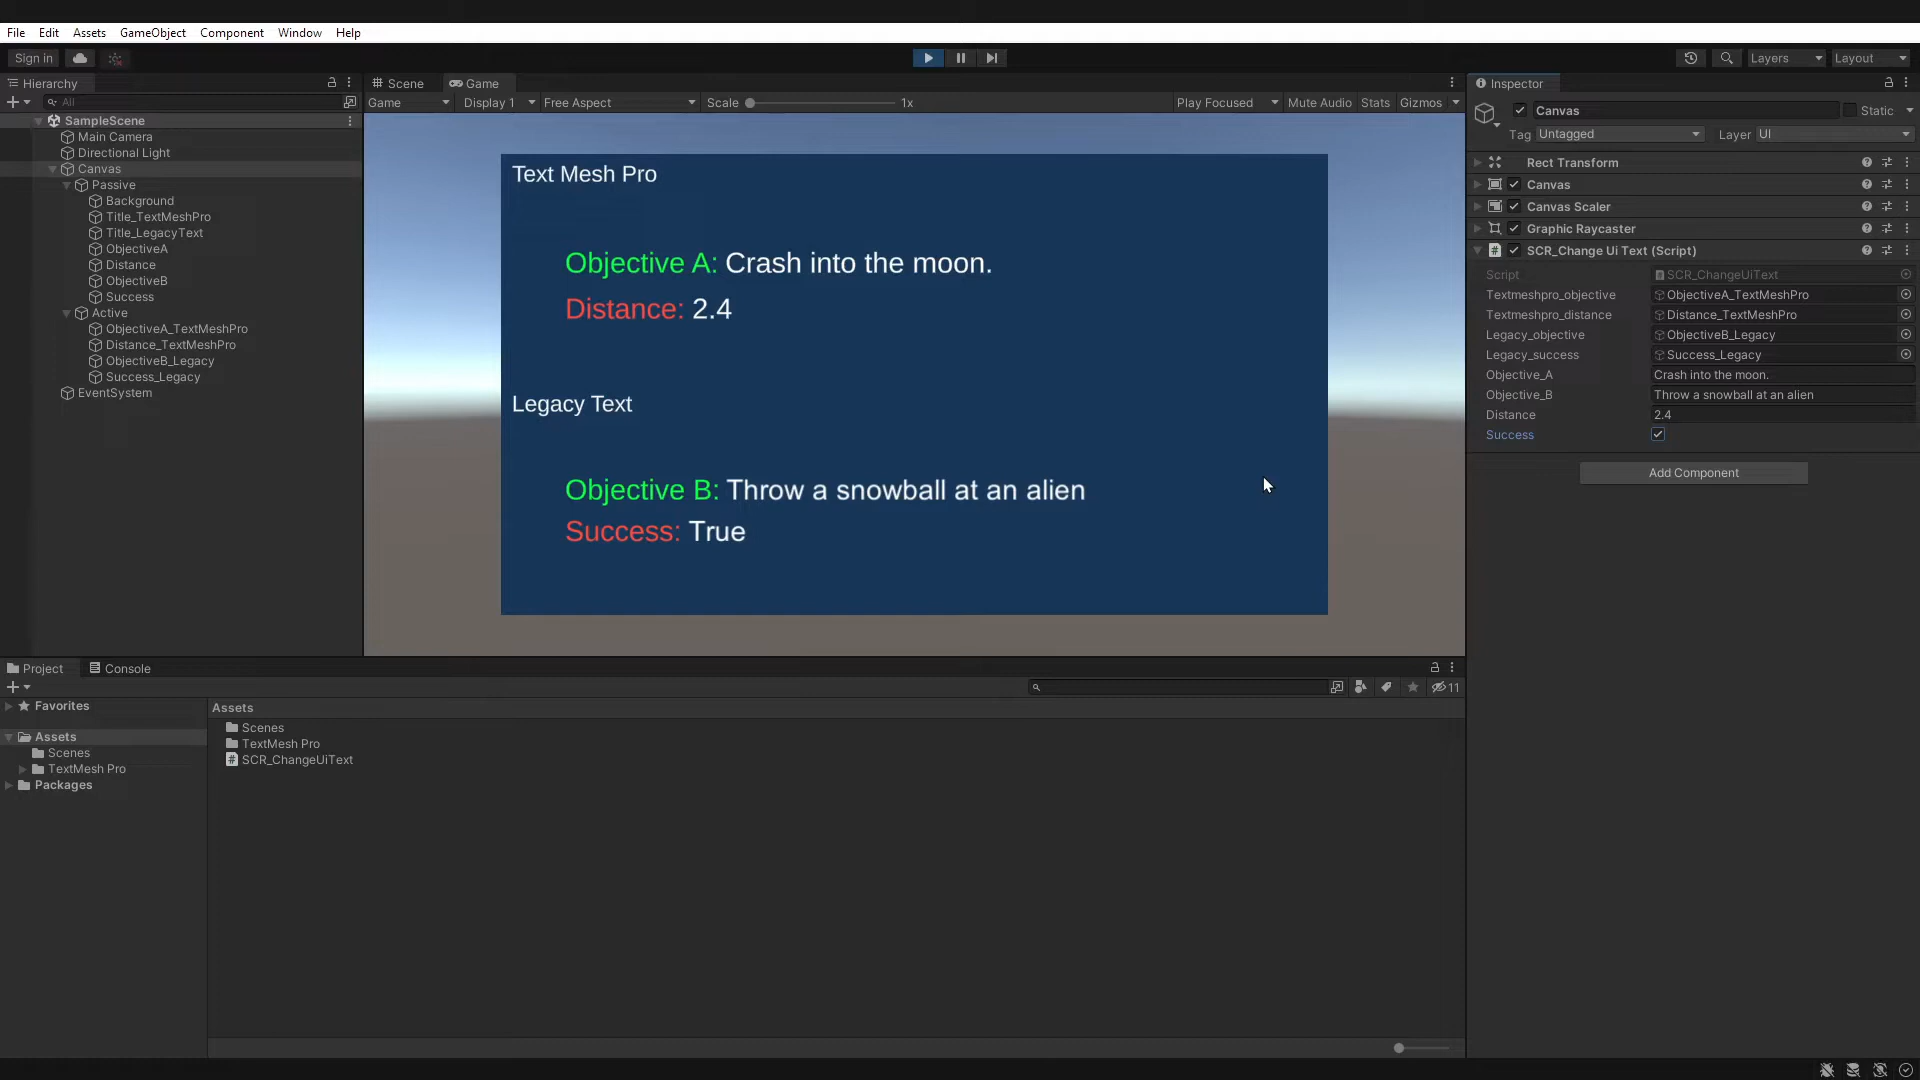 File Edit Assets GameObject Component Window Help
Sign in
Layers
Layout
Hierarchy
All
SampleScene
Main Camera
Directional Light
Canvas
Passive
Background
Title_TextMeshPro
Title_LegacyText
ObjectiveA
Distance
ObjectiveB
Success
Active
ObjectiveA_TextMeshPro
Distance_TextMeshPro
ObjectiveB_Legacy
Success_Legacy
EventSystem
Scene Game
Game Display 1 Free Aspect Scale 1x Play Focused Mute Audio Stats Gizmos
Text Mesh Pro
Objective A: Crash into the moon.
Distance: 2.4
Legacy Text
Objective B: Throw a snowball at an alien
Success: True
Inspector
Canvas Static
Tag Untagged Layer UI
Rect Transform
Canvas
Canvas Scaler
Graphic Raycaster
SCR_Change Ui Text (Script)
Script SCR_ChangeUiText
Textmeshpro_objective ObjectiveA_TextMeshPro
Textmeshpro_distance Distance_TextMeshPro
Legacy_objective ObjectiveB_Legacy
Legacy_success Success_Legacy
Objective_A Crash into the moon.
Objective_B Throw a snowball at an alien
Distance 2.4
Success
Add Component
Project Console
11
Favorites
Assets
Scenes
TextMesh Pro
Packages
Assets
Scenes
TextMesh Pro
SCR_ChangeUiText